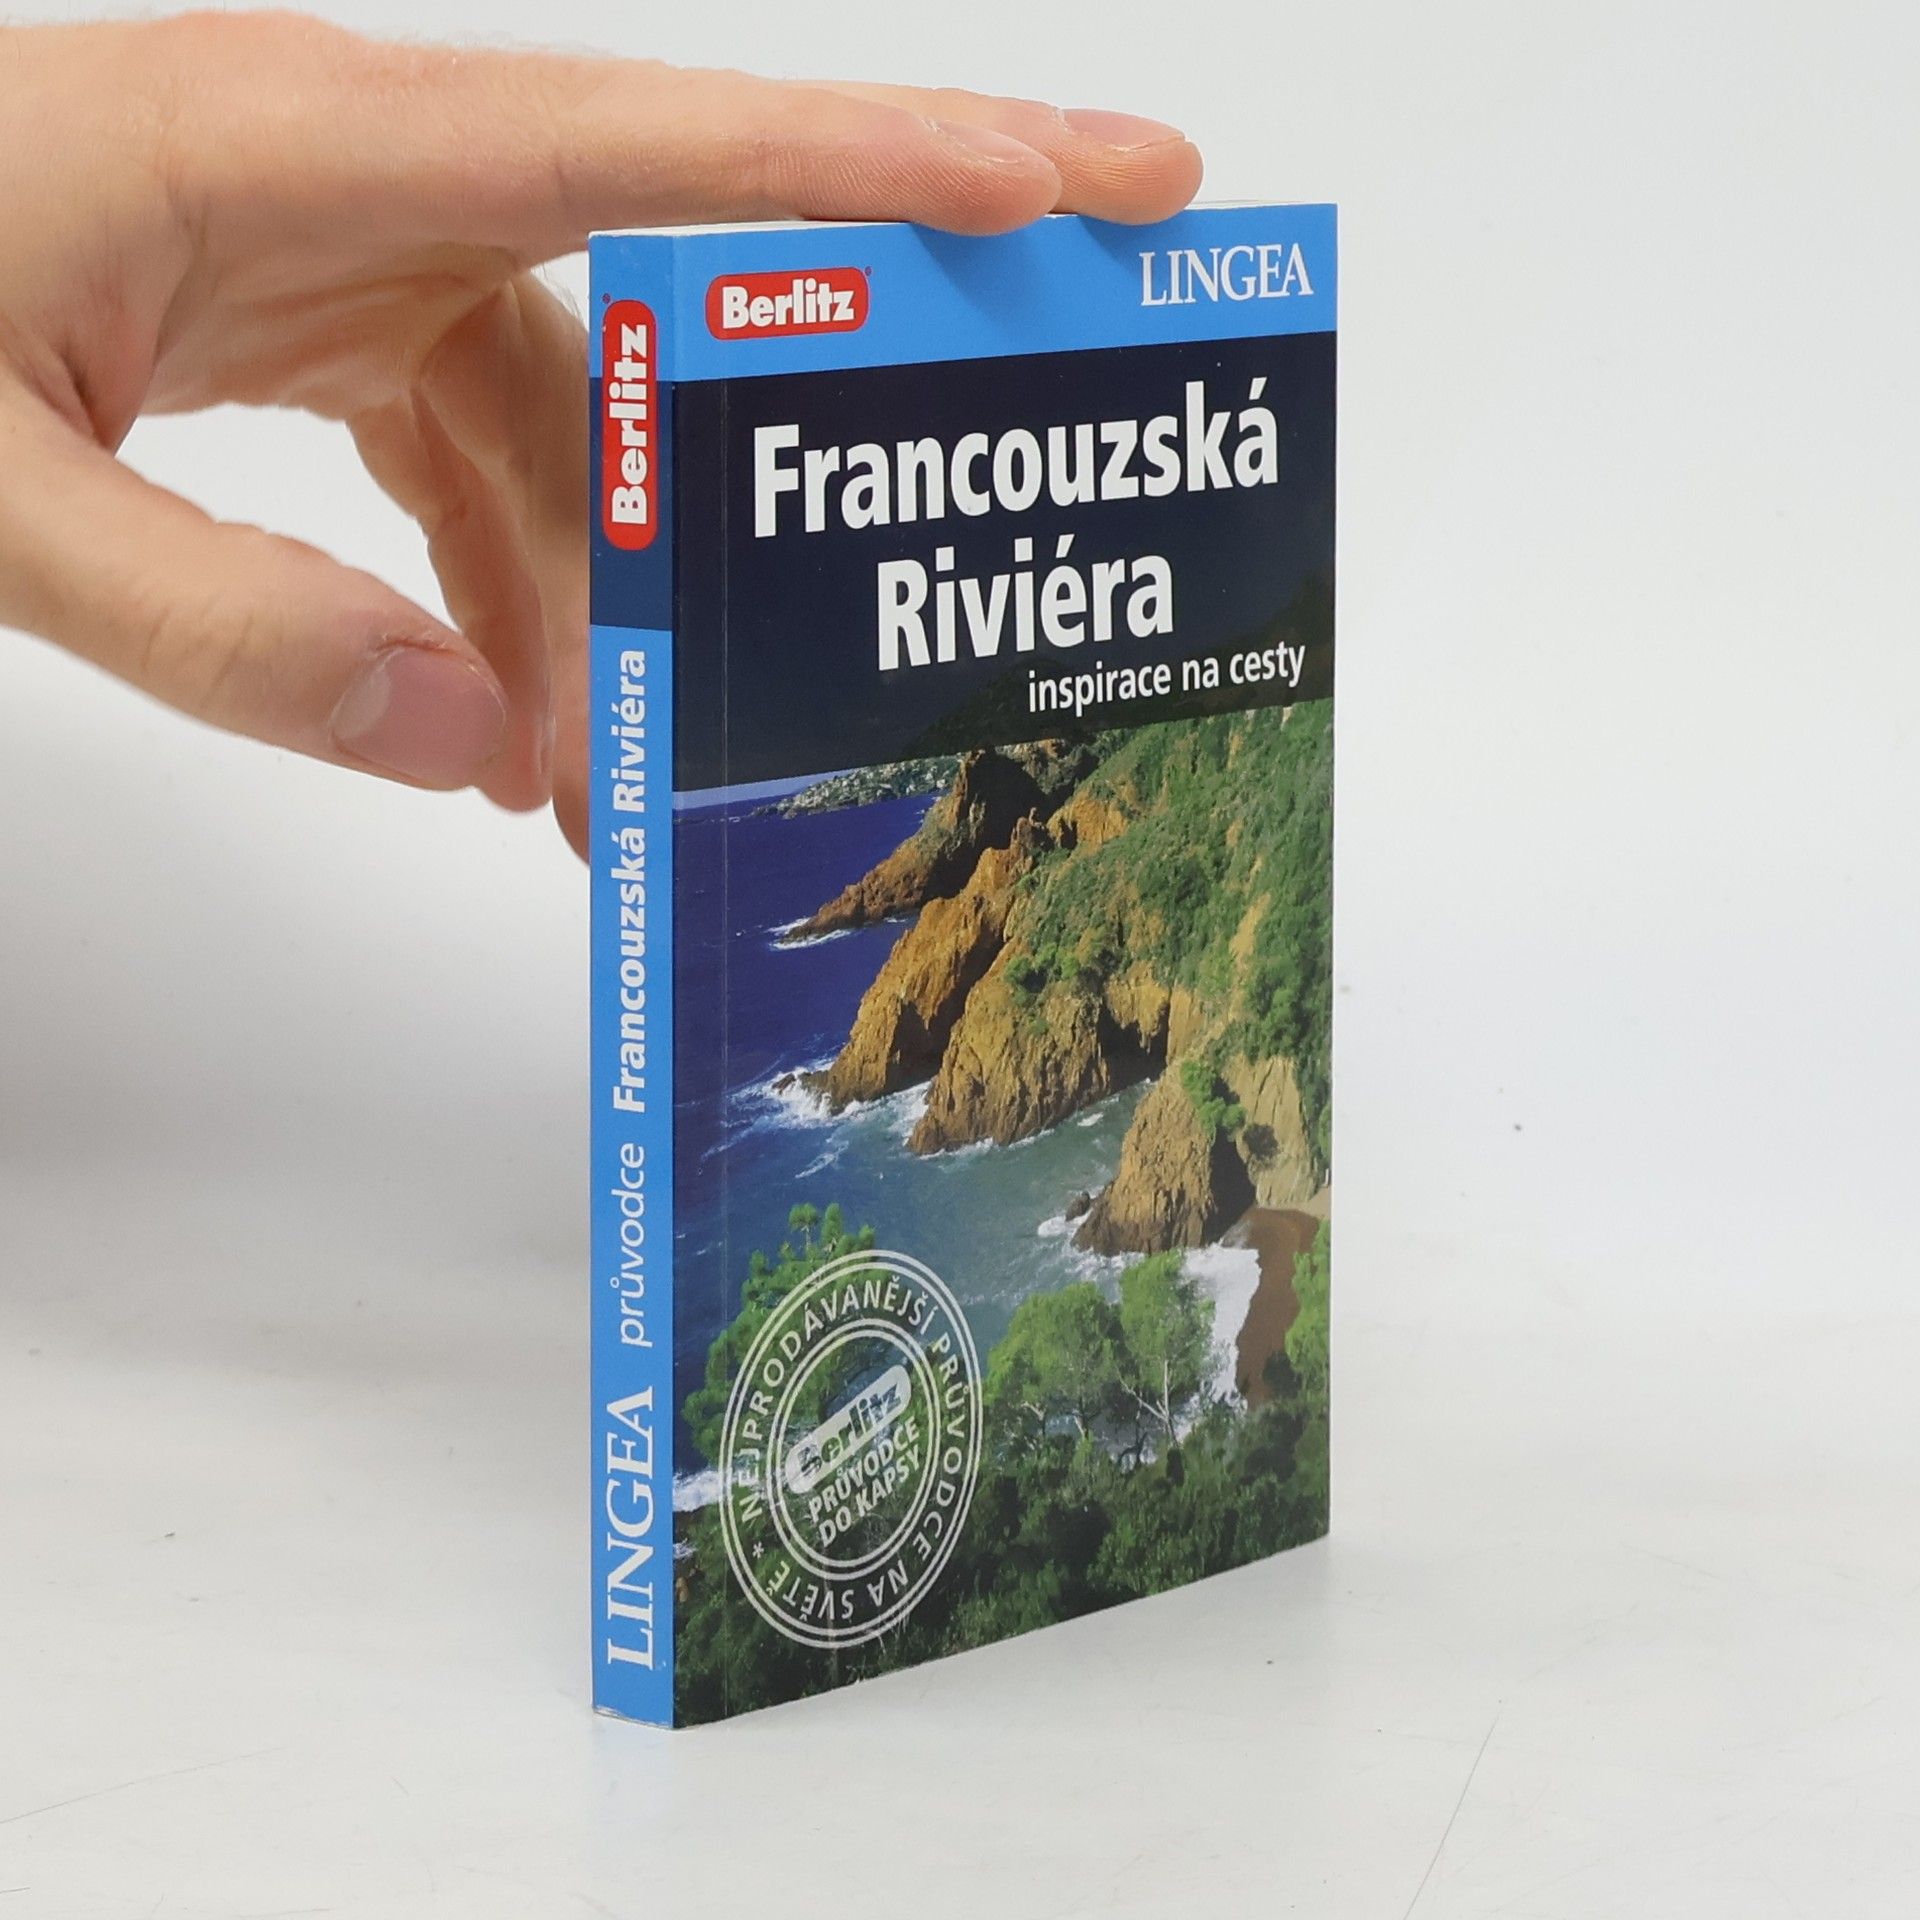 Berlitz
LINGEA
Francouzská
Riviéra
inspirace na cesty
NEJPRODÁVANĚJŠÍ PRŮVODCE NA SVĚTĚ *
Berlitz
PRŮVODCE
DO KAPSY
Berlitz
LINGEA průvodce Francouzská Riviéra